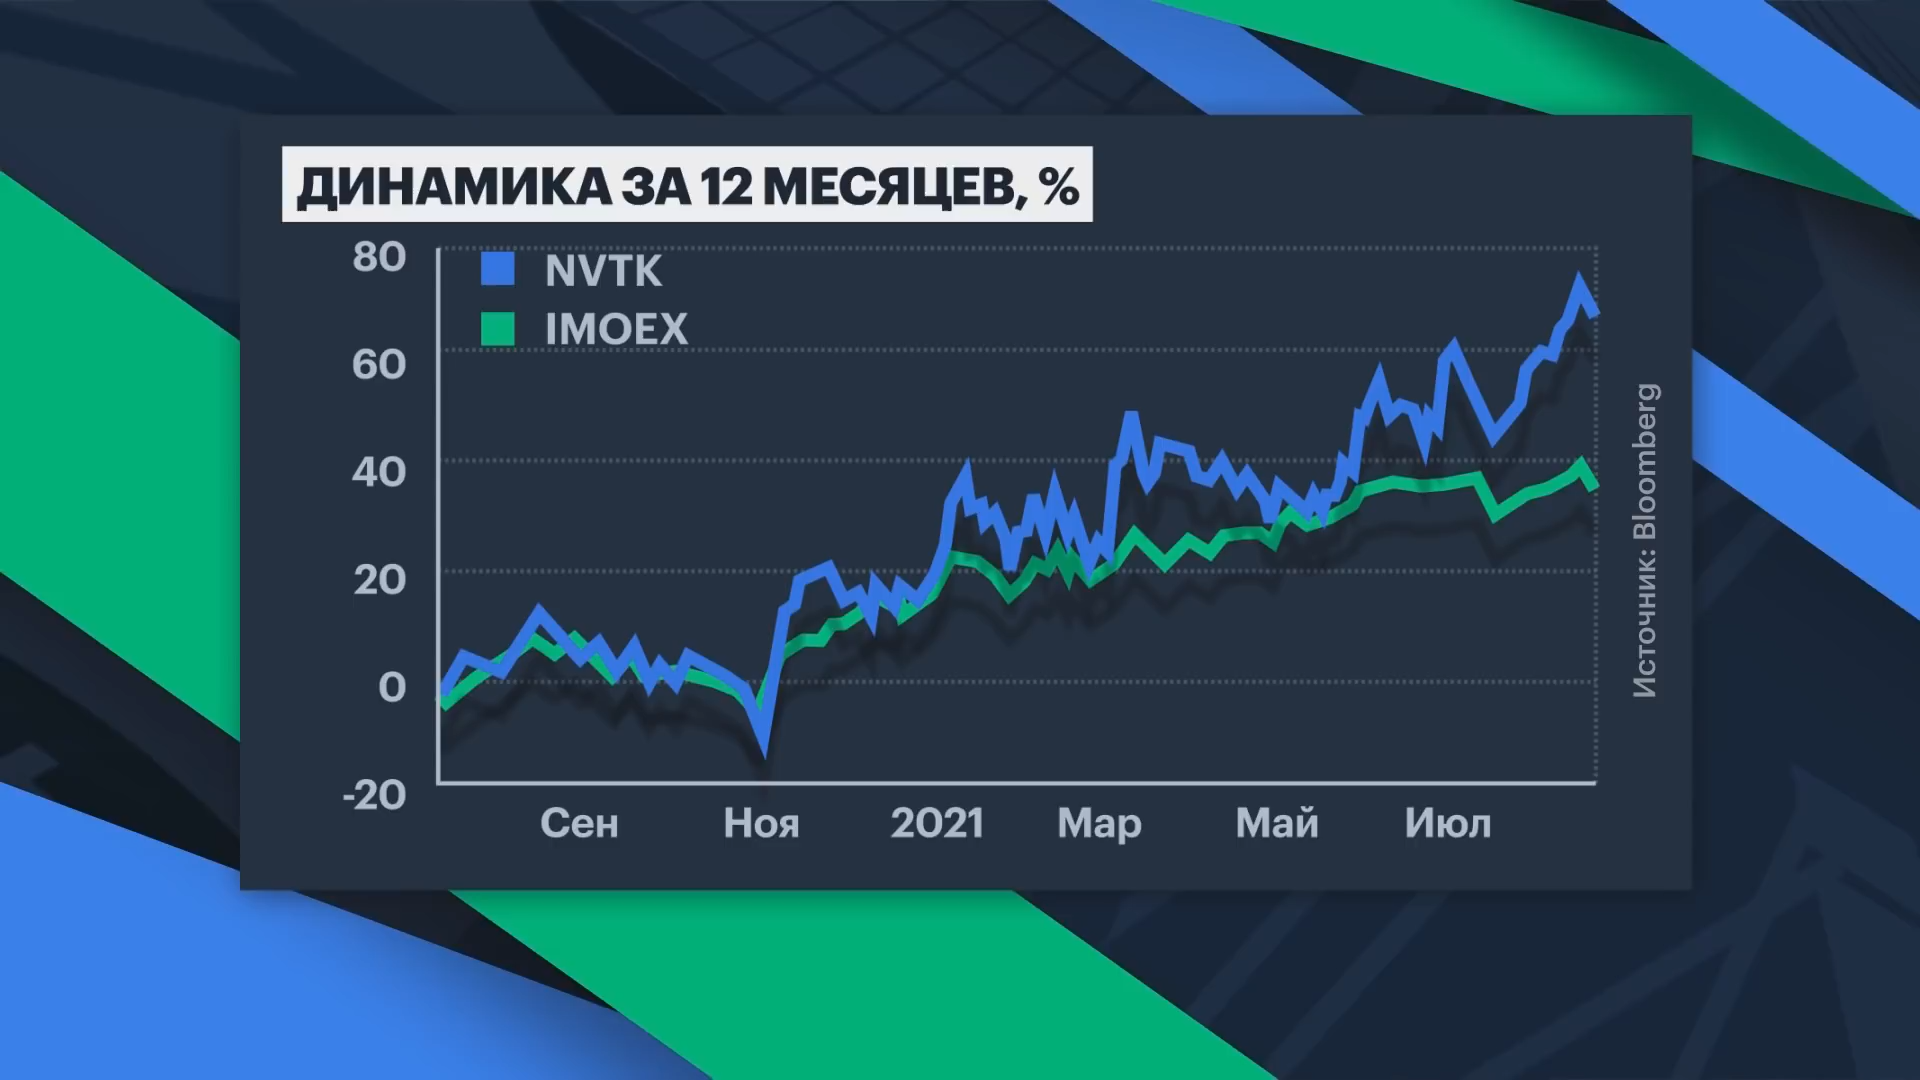 ДИНАМИКА ЗА 12 МЕСЯЦЕВ, %
80
NVTK
IMOEX
60
40
20
0
-20
Сен Ноя 2021 Мар Май Июл
Источник: Bloomberg